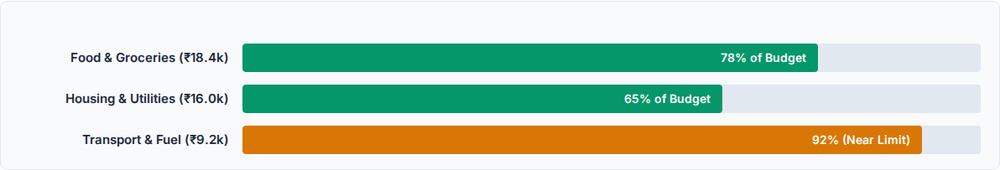 Food & Groceries (₹18.4k) 78% of Budget
Housing & Utilities (₹16.0k) 65% of Budget
Transport & Fuel (₹9.2k) 92% (Near Limit)